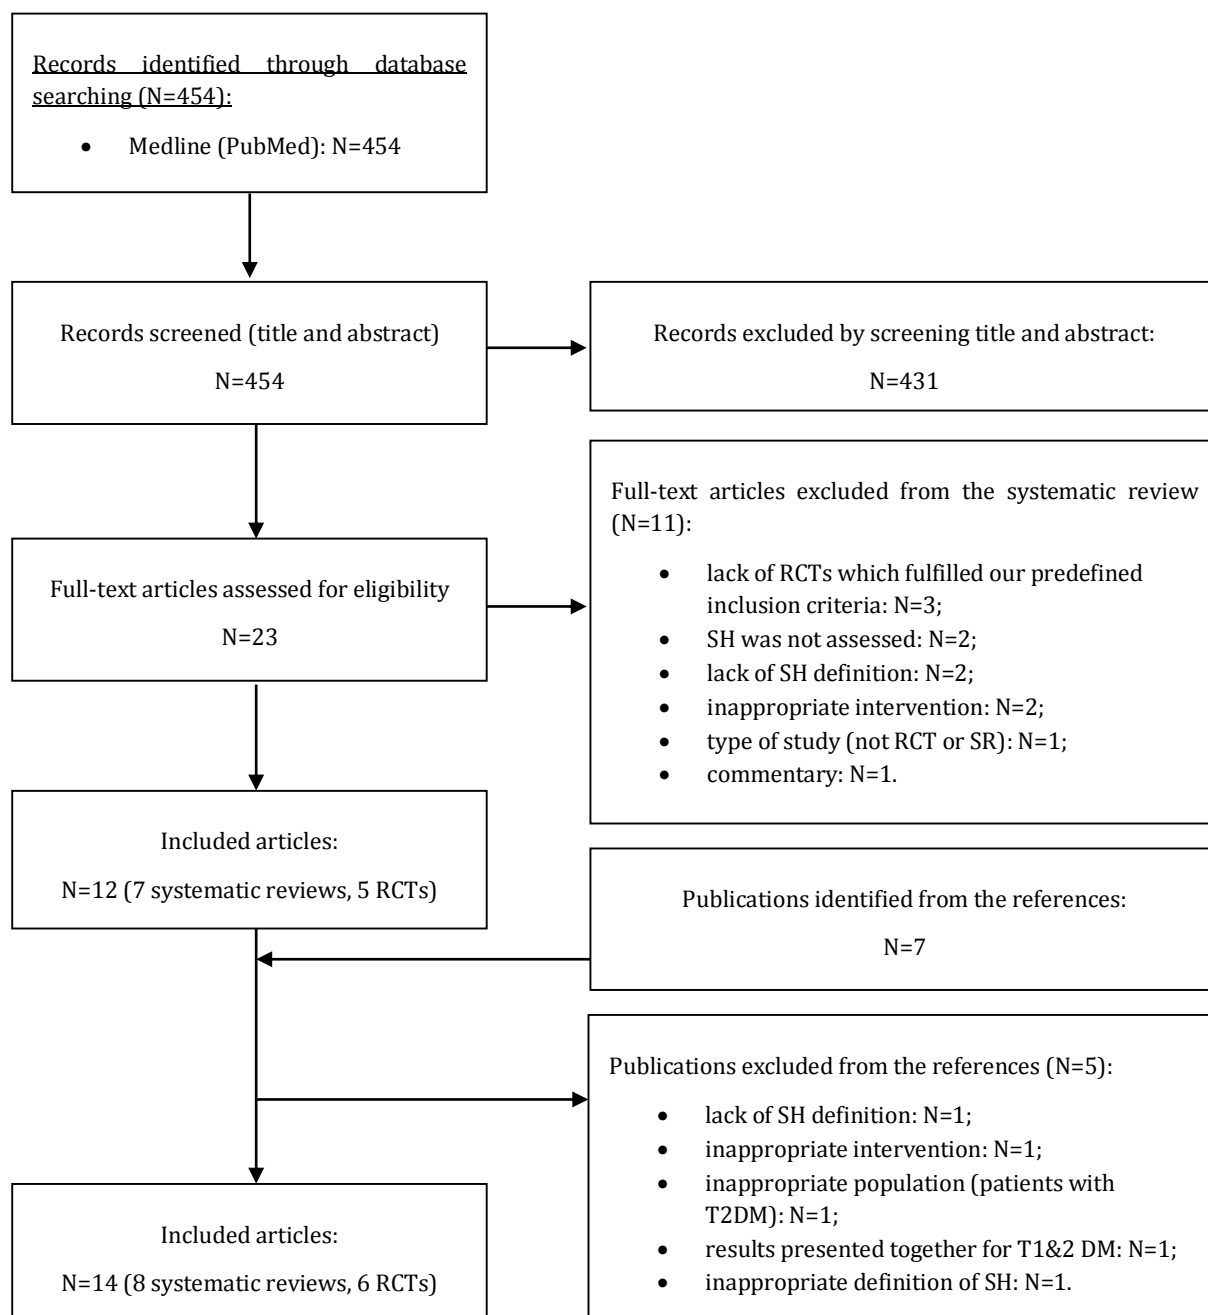 Records identified through database
searching (N=454):
• Medline (PubMed): N=454
Records screened (title and abstract)
N=454
Records excluded by screening title and abstract:
N=431
Full-text articles assessed for eligibility
N=23
Full-text articles excluded from the systematic review
(N=11):
• lack of RCTs which fulfilled our predefined
inclusion criteria: N=3;
• SH was not assessed: N=2;
• lack of SH definition: N=2;
• inappropriate intervention: N=2;
• type of study (not RCT or SR): N=1;
• commentary: N=1.
Included articles:
N=12 (7 systematic reviews, 5 RCTs)
Publications identified from the references:
N=7
Publications excluded from the references (N=5):
• lack of SH definition: N=1;
• inappropriate intervention: N=1;
• inappropriate population (patients with
T2DM): N=1;
• results presented together for T1&2 DM: N=1;
• inappropriate definition of SH: N=1.
Included articles:
N=14 (8 systematic reviews, 6 RCTs)